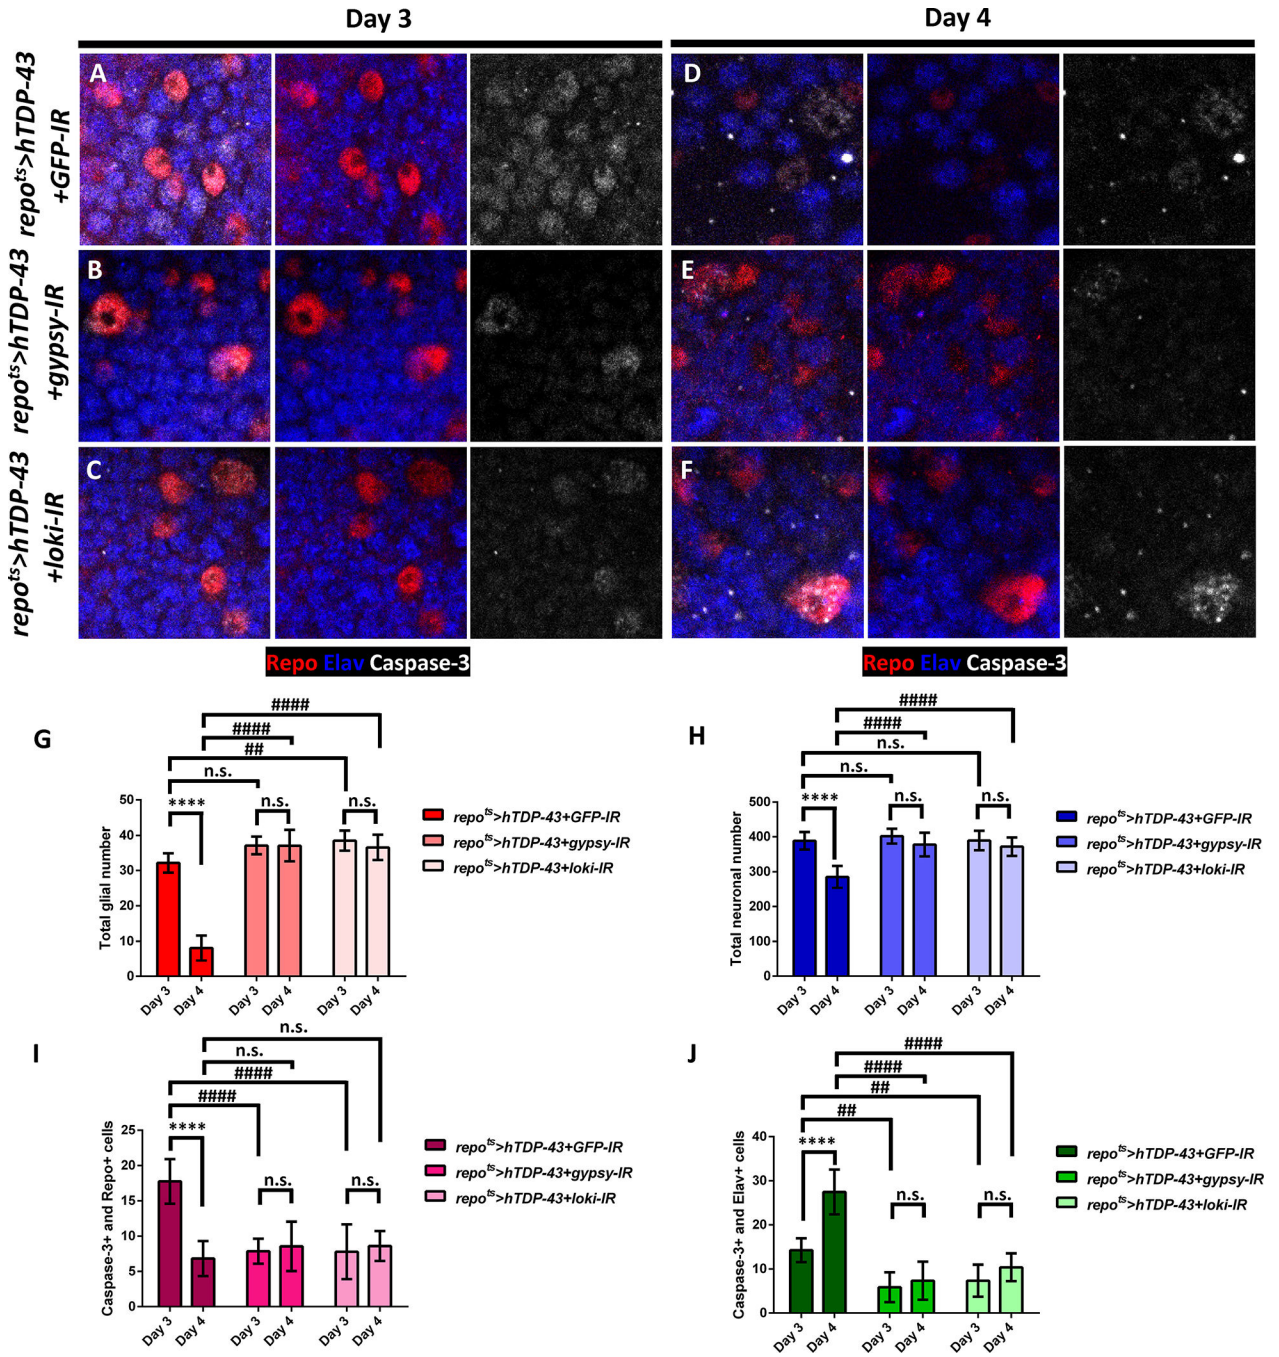 Day 3
Day 4
repots>hTDP-43
+GFP-IR
A
D
repots>hTDP-43
+gypsy-IR
B
E
repots>hTDP-43
+loki-IR
C
F
Repo Elav Caspase-3
Repo Elav Caspase-3
G
####
####
##
n.s.
****
n.s.
n.s.
Total glial number
50
40
30
20
10
0
Day 3
Day 4
Day 3
Day 4
Day 3
Day 4
repots>hTDP-43+GFP-IR
repots>hTDP-43+gypsy-IR
repots>hTDP-43+loki-IR
H
####
####
n.s.
n.s.
****
n.s.
n.s.
Total neuronal number
500
400
300
200
100
0
Day 3
Day 4
Day 3
Day 4
Day 3
Day 4
repots>hTDP-43+GFP-IR
repots>hTDP-43+gypsy-IR
repots>hTDP-43+loki-IR
I
n.s.
n.s.
####
####
****
n.s.
n.s.
Caspase-3+ and Repo+ cells
25
20
15
10
5
0
Day 3
Day 4
Day 3
Day 4
Day 3
Day 4
repots>hTDP-43+GFP-IR
repots>hTDP-43+gypsy-IR
repots>hTDP-43+loki-IR
J
####
####
##
##
****
n.s.
n.s.
Caspase-3+ and Elav+ cells
40
30
20
10
0
Day 3
Day 4
Day 3
Day 4
Day 3
Day 4
repots>hTDP-43+GFP-IR
repots>hTDP-43+gypsy-IR
repots>hTDP-43+loki-IR